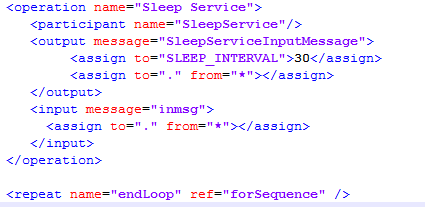 <operation name="Sleep Service">
<participant name="SleepService"/>
<output message="SleepServiceInputMessage">
<assign to="SLEEP_INTERVAL">30</assign>
<assign to="." from="*"></assign>
</output>
<input message="inmsg">
<assign to="." from="*"></assign>
</input>
</operation>
<repeat name="endLoop" ref="forSequence" />